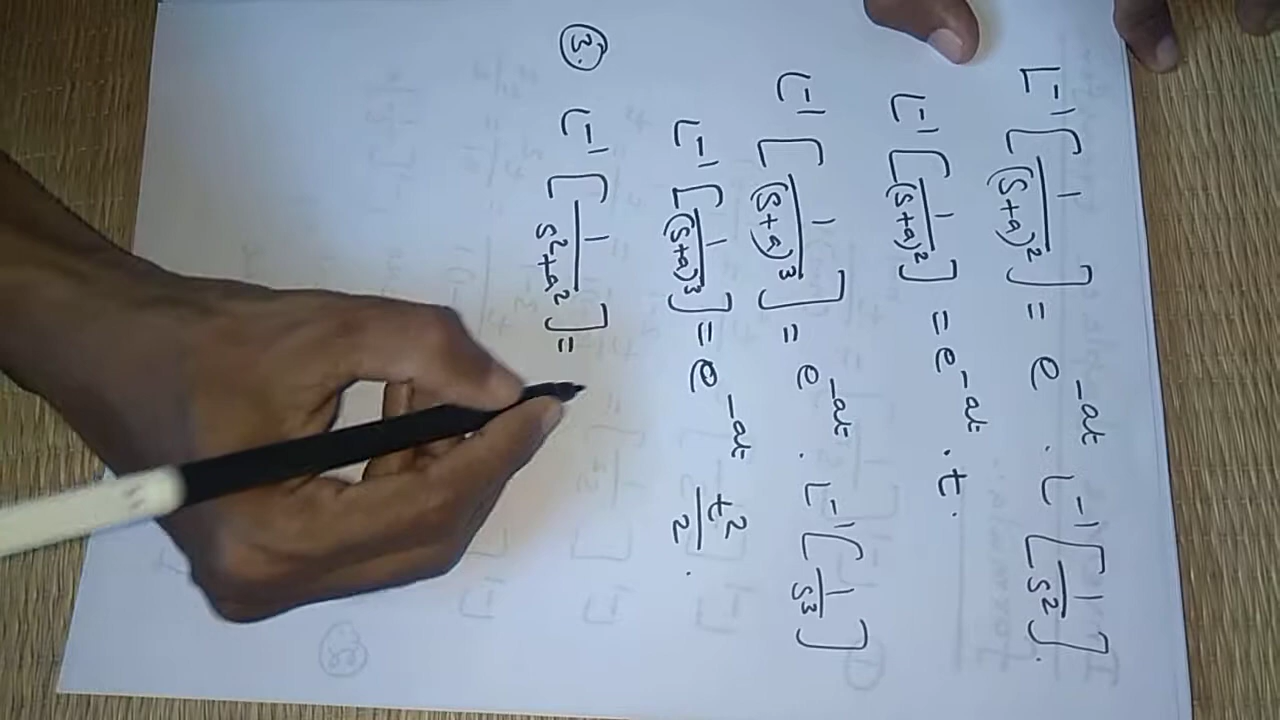 L⁻¹[1/(S+a)²] = e⁻ᵃᵗ . L⁻¹[1/S²].
L⁻¹[1/(S+a)²] = e⁻ᵃᵗ . t.
L⁻¹[1/(S+a)³] = e⁻ᵃᵗ . L⁻¹[1/S³]
L⁻¹[1/(S+a)³] = e⁻ᵃᵗ t²/2 .
③. L⁻¹[1/S²+a²] =